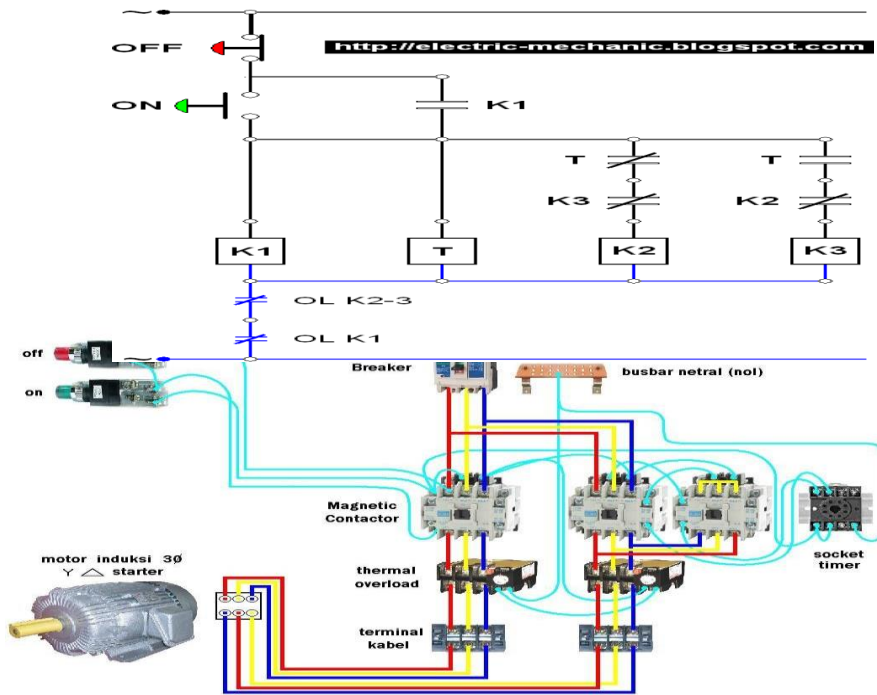 OFF
http://electric-mechanic.blogspot.com
ON
K1
T
T
K3
K2
K1
T
K2
K3
OL K2-3
OL K1
off
Breaker
busbar netral (nol)
on
Magnetic
Contactor
socket
timer
motor induksi 3Ø
Y △ starter
thermal
overload
terminal
kabel